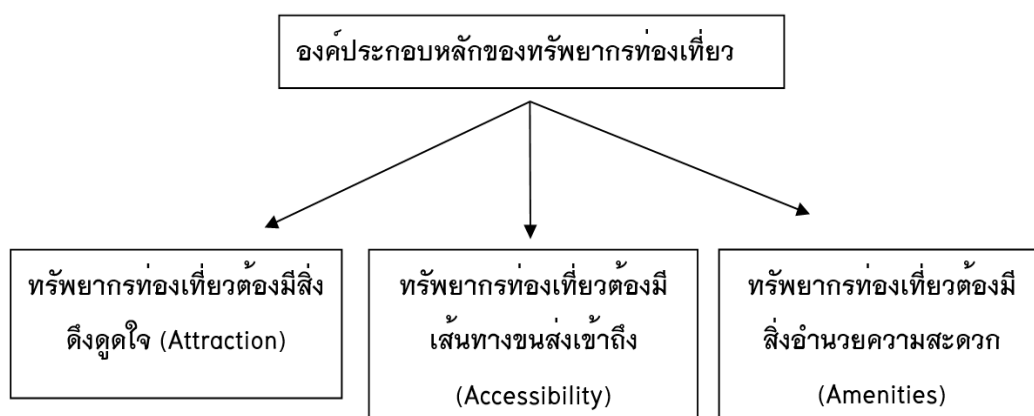 องค์ประกอบหลักของทรัพยากรท่องเที่ยว
ทรัพยากรท่องเที่ยวต้องมีสิ่ง
ดึงดูดใจ (Attraction)
ทรัพยากรท่องเที่ยวต้องมี
เส้นทางขนส่งเข้าถึง
(Accessibility)
ทรัพยากรท่องเที่ยวต้องมี
สิ่งอำนวยความสะดวก
(Amenities)